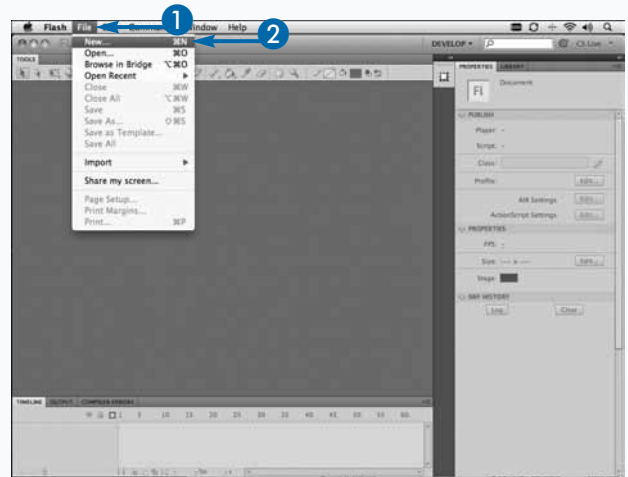 1
Flash File Window Help
2
DEVELOP CS Live
New... ⌘N
Open... ⌘O
Browse in Bridge ⌥⌘O
Open Recent
Close ⌘W
Close All ⌥⌘W
Save ⌘S
Save As... ⇧⌘S
Save as Template...
Save All
Import
Share my screen...
Page Setup...
Print Margins...
Print... ⌘P
TOOLS
PROPERTIES LIBRARY
Fl Document
PUBLISH
Player: -
Script: -
Class:
Profile: Edit...
AIR Settings Edit...
ActionScript Settings Edit...
PROPERTIES
FPS: -
Size: --- x --- Edit...
Stage:
SWF HISTORY
Log Clear
TIMELINE OUTPUT COMPILER ERRORS
1 5 10 15 20 25 30 35 40 45 50 55 60